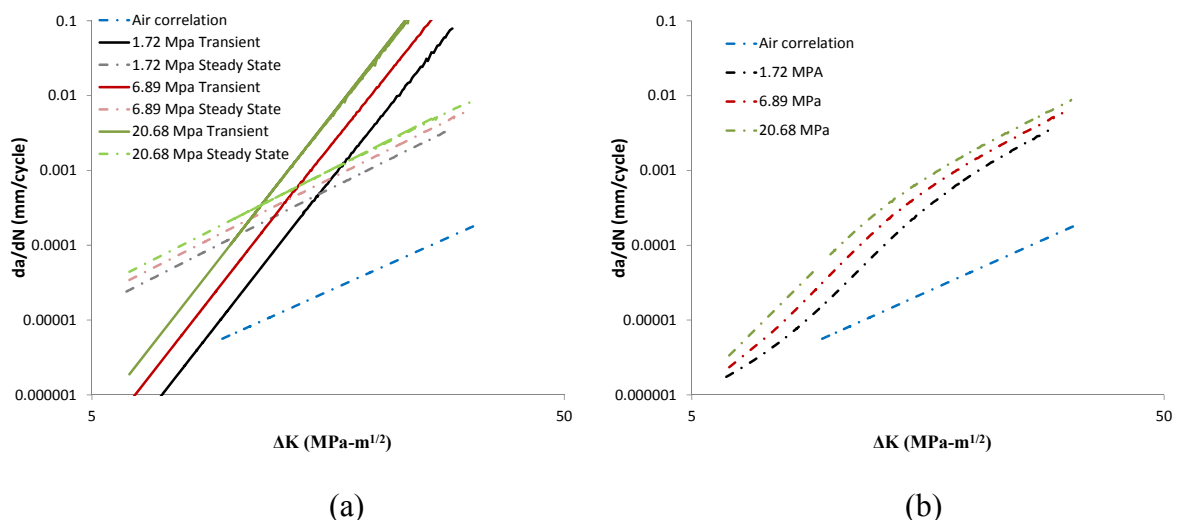 0.1
0.01
0.001
0.0001
0.00001
0.000001
da/dN (mm/cycle)
Air correlation
1.72 Mpa Transient
1.72 Mpa Steady State
6.89 Mpa Transient
6.89 Mpa Steady State
20.68 Mpa Transient
20.68 Mpa Steady State
5 50
ΔK (MPa-m^1/2)
(a)
0.1
0.01
0.001
0.0001
0.00001
0.000001
da/dN (mm/cycle)
Air correlation
1.72 MPA
6.89 MPa
20.68 MPa
5 50
ΔK (MPa-m^1/2)
(b)